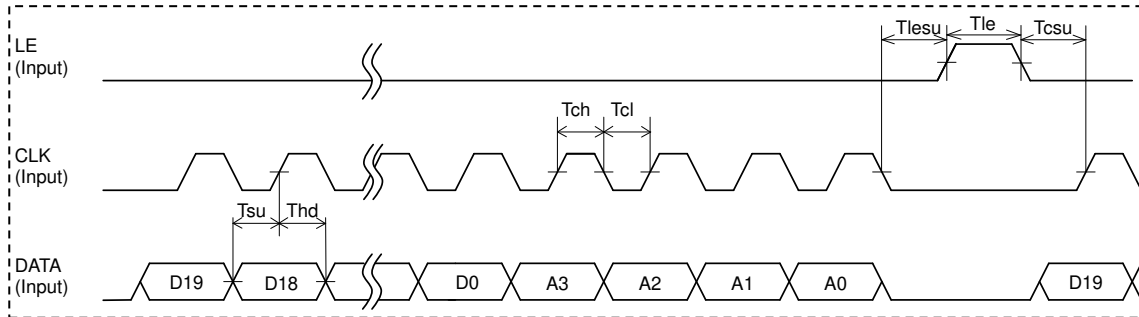 LE
(Input)
Tlesu
Tle
Tcsu
CLK
(Input)
Tch
Tcl
Tsu
Thd
DATA
(Input)
D19
D18
D0
A3
A2
A1
A0
D19